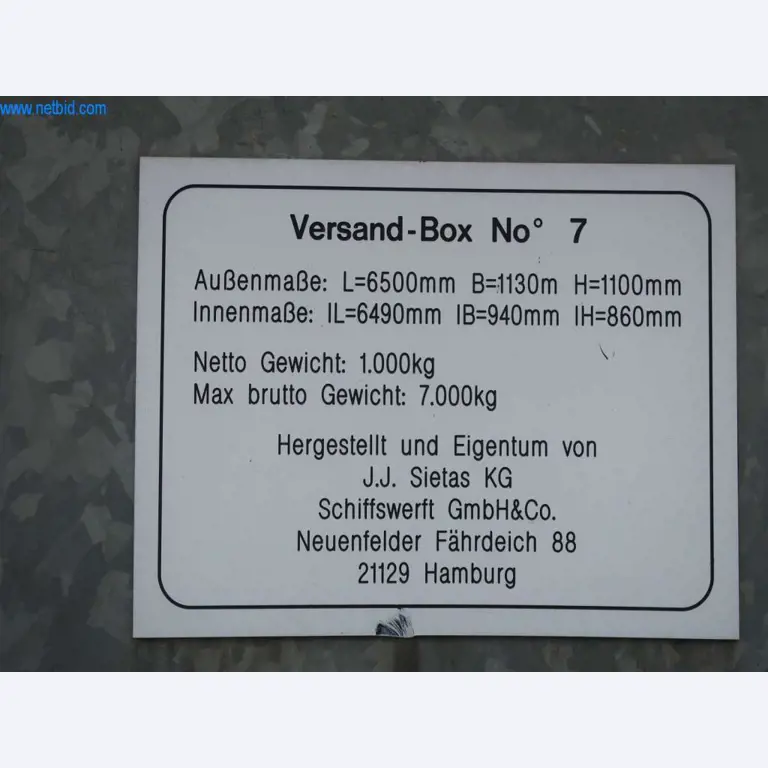 www.netbid.com
Versand-Box No° 7
Außenmaße: L=6500mm B=1130m H=1100mm
Innenmaße: IL=6490mm IB=940mm IH=860mm
Netto Gewicht: 1.000kg
Max brutto Gewicht: 7.000kg
Hergestellt und Eigentum von
J.J. Sietas KG
Schiffswerft GmbH&Co.
Neuenfelder Fährdeich 88
21129 Hamburg